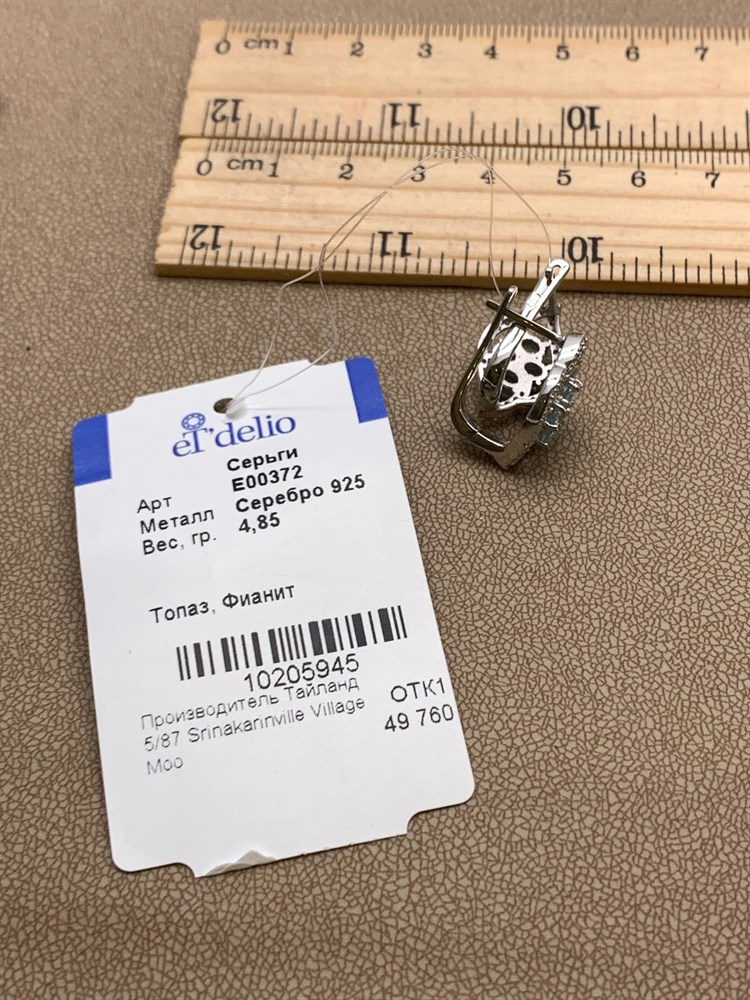 0 cm 1 2 3 4 5 6 7
12 11 10
0 cm 1 2 3 4 5 6 7
12 11 10
eT'delio
Серьги
Арт E00372
Металл Серебро 925
Вес, гр. 4,85
Топаз, Фианит
10205945
Производитель Тайланд
5/87 Srinakarinville Village
Moo
ОТК1
49 760